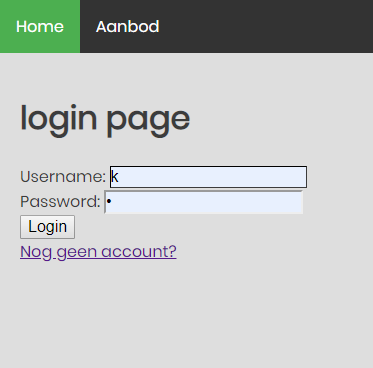 Home Aanbod
login page
Username: k
Password: •
Login
Nog geen account?